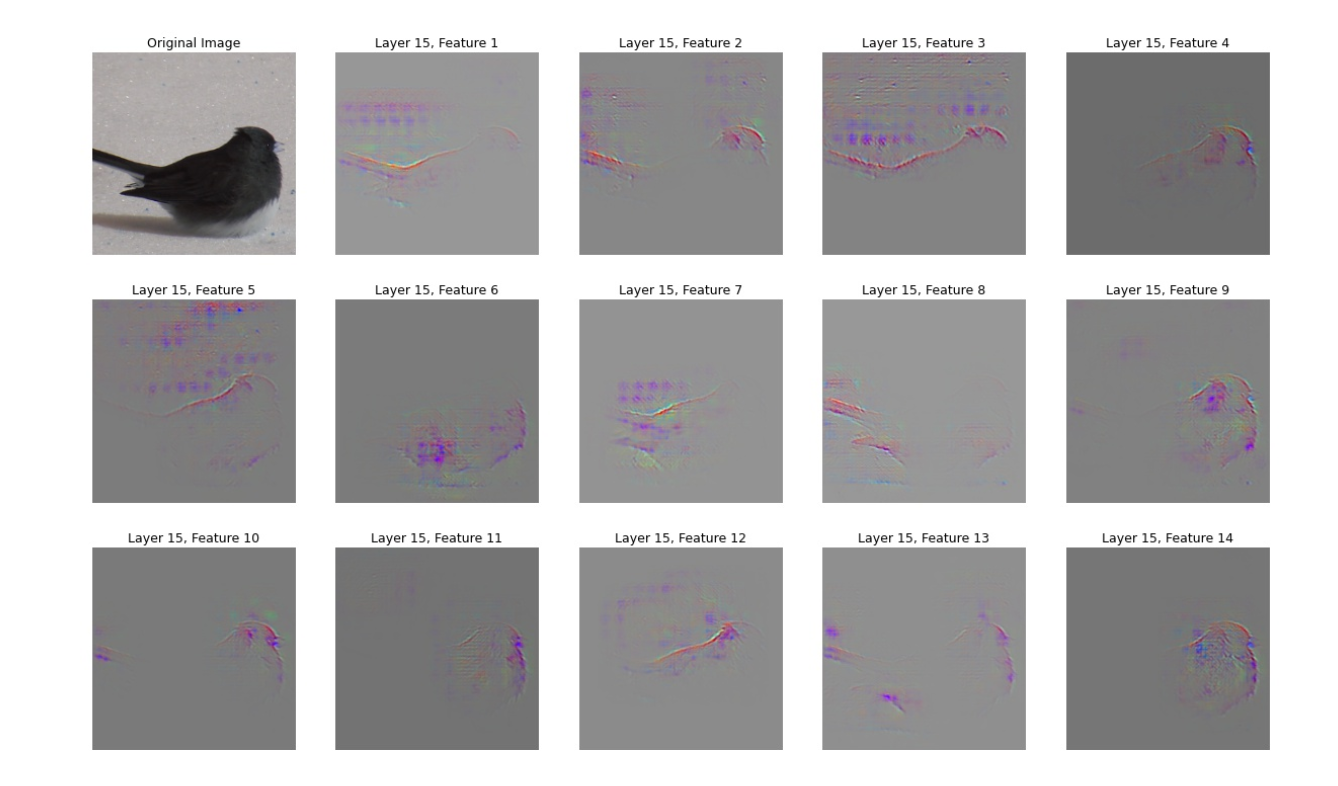 Original Image
Layer 15, Feature 1
Layer 15, Feature 2
Layer 15, Feature 3
Layer 15, Feature 4
Layer 15, Feature 5
Layer 15, Feature 6
Layer 15, Feature 7
Layer 15, Feature 8
Layer 15, Feature 9
Layer 15, Feature 10
Layer 15, Feature 11
Layer 15, Feature 12
Layer 15, Feature 13
Layer 15, Feature 14